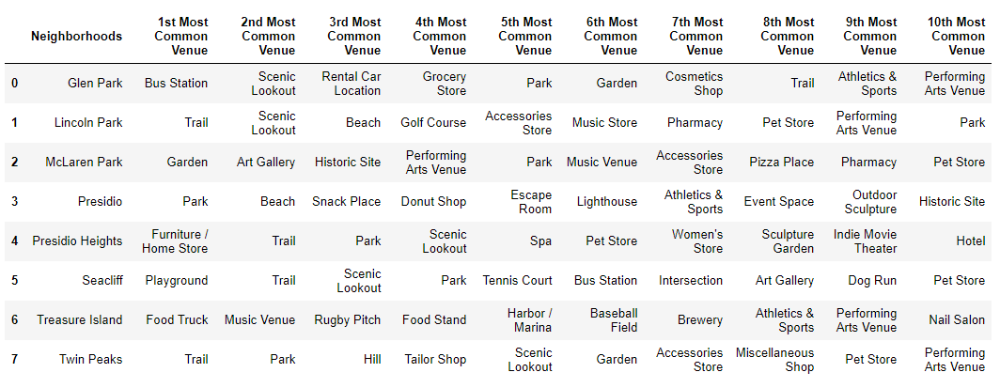 Neighborhoods 1st Most Common Venue 2nd Most Common Venue 3rd Most Common Venue 4th Most Common Venue 5th Most Common Venue 6th Most Common Venue 7th Most Common Venue 8th Most Common Venue 9th Most Common Venue 10th Most Common Venue
0 Glen Park Bus Station Scenic Lookout Rental Car Location Grocery Store Park Garden Cosmetics Shop Trail Athletics & Sports Performing Arts Venue
1 Lincoln Park Trail Scenic Lookout Beach Golf Course Accessories Store Music Store Pharmacy Pet Store Performing Arts Venue Park
2 McLaren Park Garden Art Gallery Historic Site Performing Arts Venue Park Music Venue Accessories Store Pizza Place Pharmacy Pet Store
3 Presidio Park Beach Snack Place Donut Shop Escape Room Lighthouse Athletics & Sports Event Space Outdoor Sculpture Historic Site
4 Presidio Heights Furniture / Home Store Trail Park Scenic Lookout Spa Pet Store Women's Store Sculpture Garden Indie Movie Theater Hotel
5 Seacliff Playground Trail Scenic Lookout Park Tennis Court Bus Station Intersection Art Gallery Dog Run Pet Store
6 Treasure Island Food Truck Music Venue Rugby Pitch Food Stand Harbor / Marina Baseball Field Brewery Athletics & Sports Performing Arts Venue Nail Salon
7 Twin Peaks Trail Park Hill Tailor Shop Scenic Lookout Garden Accessories Store Miscellaneous Shop Pet Store Performing Arts Venue